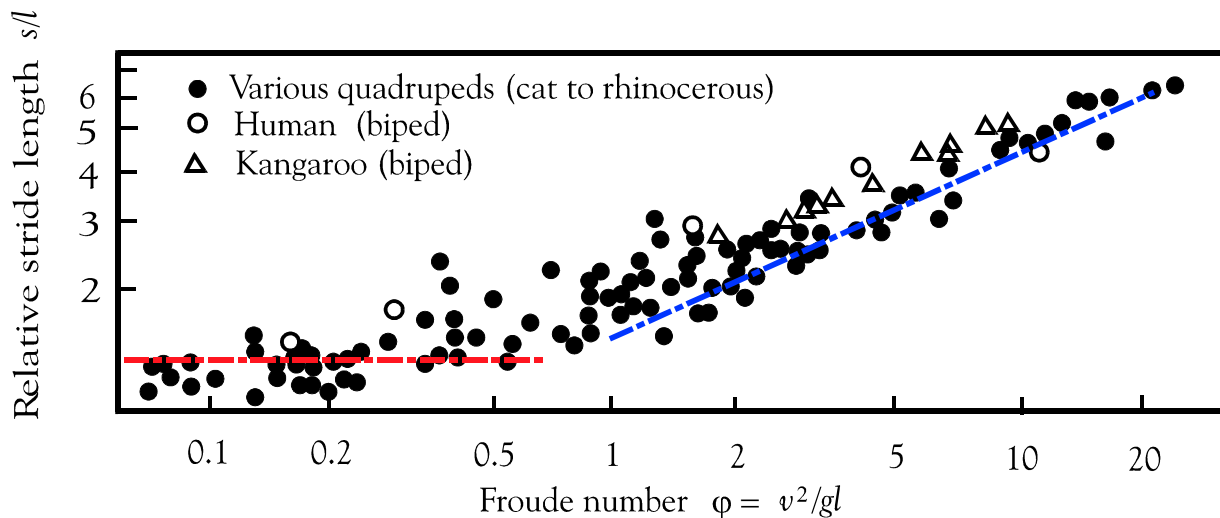 Relative stride length s/l
Various quadrupeds (cat to rhinocerous)
Human (biped)
Kangaroo (biped)
6
5
4
3
2
0.1 0.2 0.5 1 2 5 10 20
Froude number φ = v²/gl